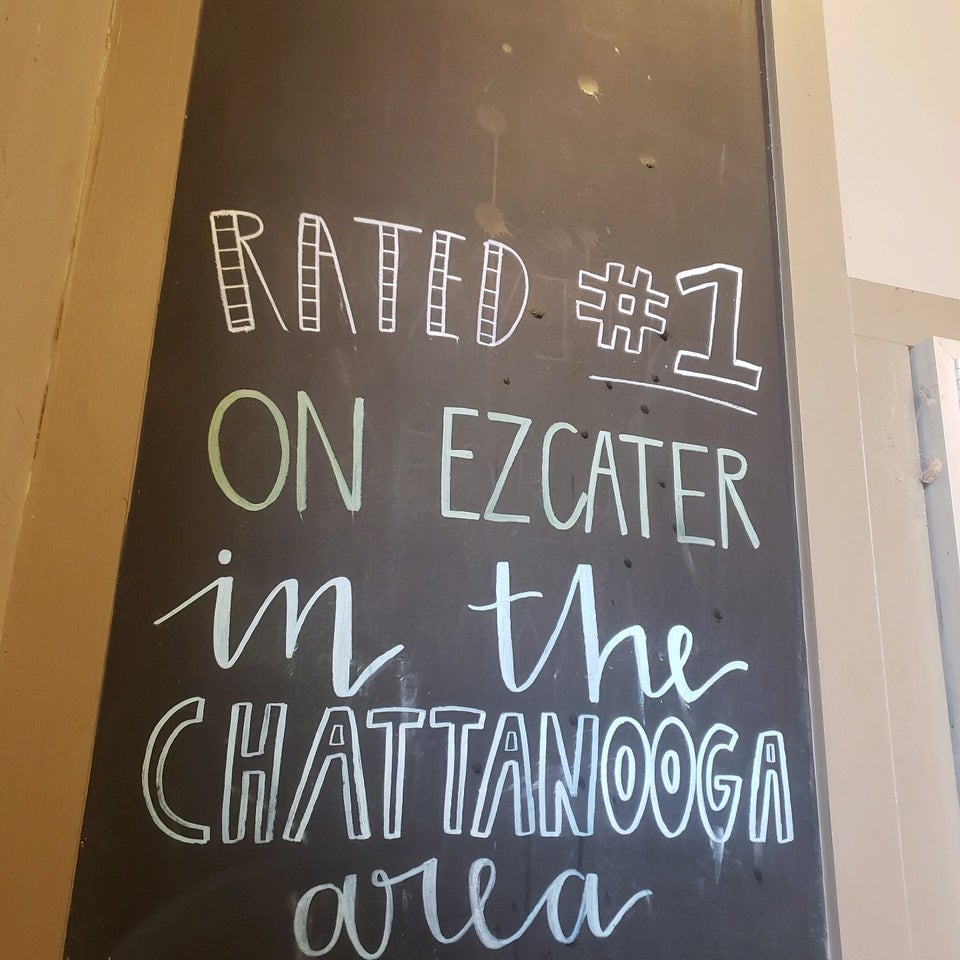 RATED #1
ON EZCATER
in the
CHATTANOOGA
area